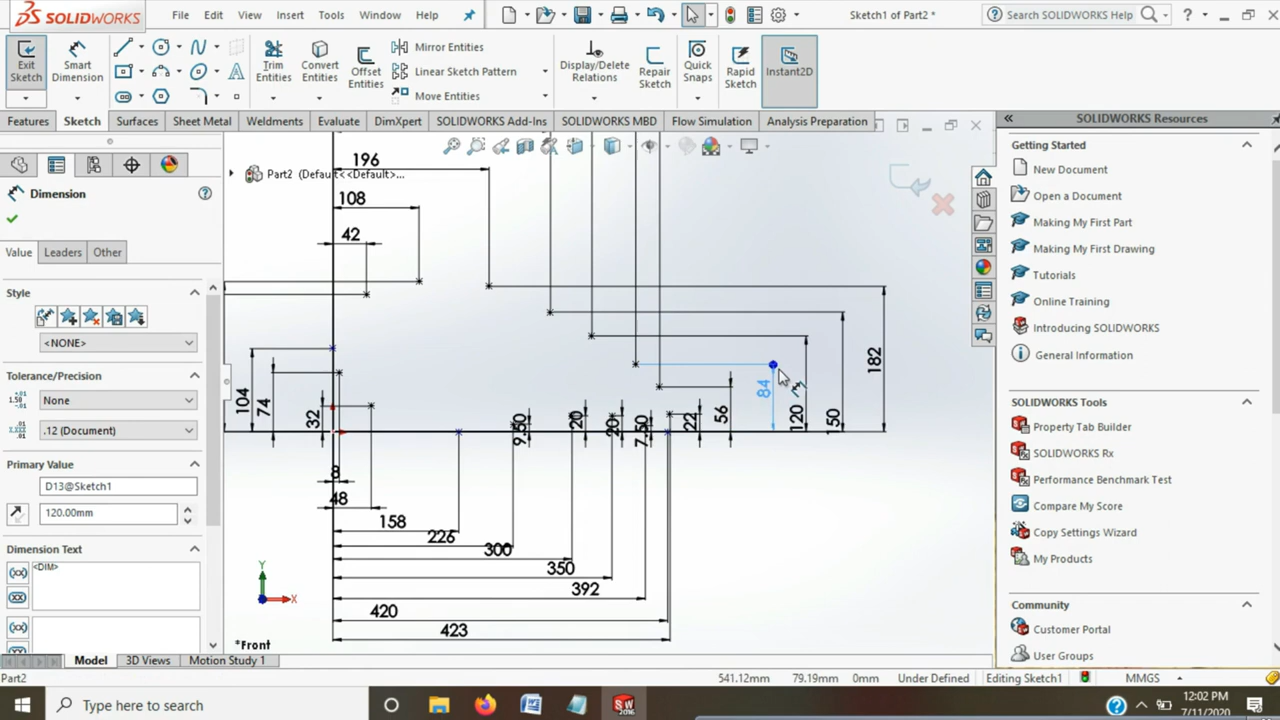 SOLIDWORKS
File Edit View Insert Tools Window Help
Sketch1 of Part2 *
Search SOLIDWORKS Help
Exit Sketch
Smart Dimension
Trim Entities
Convert Entities
Offset Entities
Mirror Entities
Linear Sketch Pattern
Move Entities
Display/Delete Relations
Repair Sketch
Quick Snaps
Rapid Sketch
Instant2D
Features Sketch Surfaces Sheet Metal Weldments Evaluate DimXpert SOLIDWORKS Add-Ins SOLIDWORKS MBD Flow Simulation Analysis Preparation
Dimension
Value Leaders Other
Style
<NONE>
Tolerance/Precision
None
.12 (Document)
Primary Value
D13@Sketch1
120.00mm
Dimension Text
<DIM>
Part2 (Default<<Default>...
196
108
42
104
74
32
9.50
20
20
7.50
22
56
84
120
150
182
8
48
158
226
300
350
392
420
423
Y
X
*Front
SOLIDWORKS Resources
Getting Started
New Document
Open a Document
Making My First Part
Making My First Drawing
Tutorials
Online Training
Introducing SOLIDWORKS
General Information
SOLIDWORKS Tools
Property Tab Builder
SOLIDWORKS Rx
Performance Benchmark Test
Compare My Score
Copy Settings Wizard
My Products
Community
Customer Portal
User Groups
Model 3D Views Motion Study 1
Part2
541.12mm 79.19mm 0mm Under Defined Editing Sketch1 MMGS
Type here to search
12:02 PM
7/11/2020